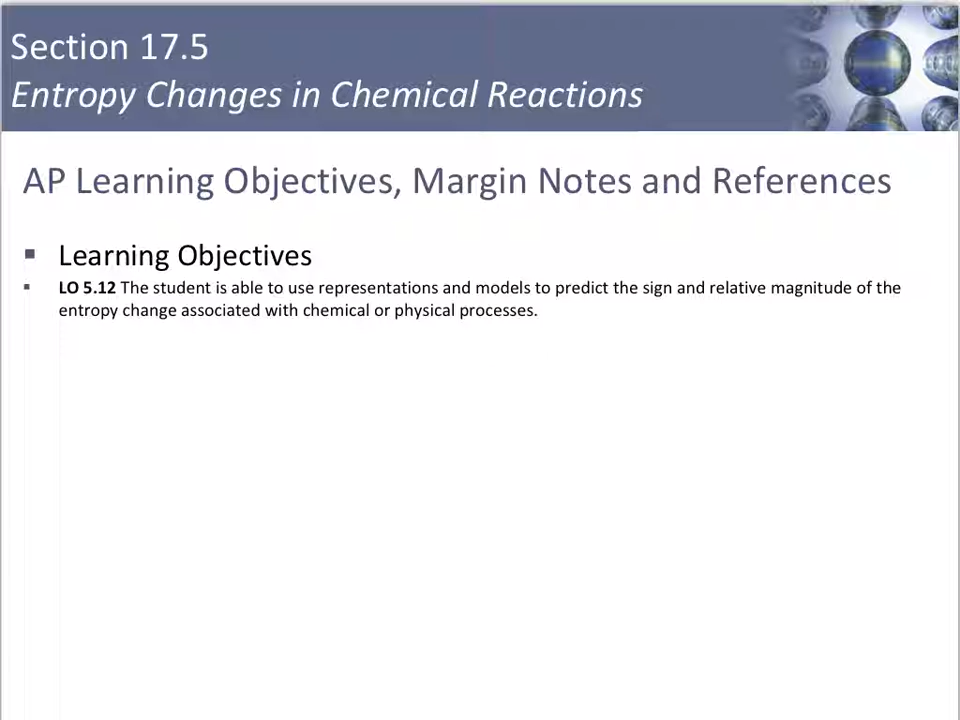 Section 17.5
Entropy Changes in Chemical Reactions
AP Learning Objectives, Margin Notes and References
▪ Learning Objectives
▪ LO 5.12 The student is able to use representations and models to predict the sign and relative magnitude of the
entropy change associated with chemical or physical processes.